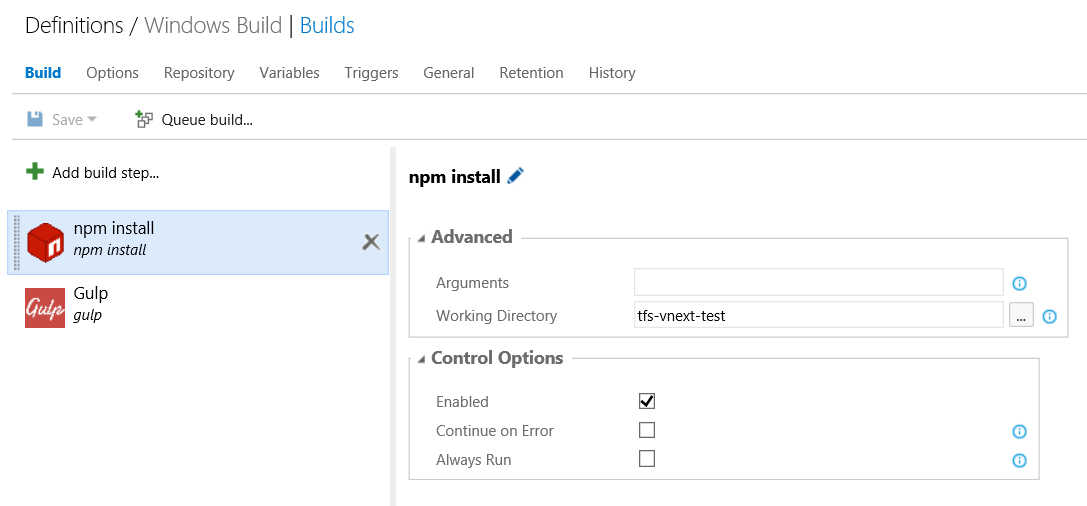 Definitions / Windows Build | Builds
Build Options Repository Variables Triggers General Retention History
Save Queue build...
Add build step...
npm install
npm install
Gulp
Gulp
gulp
npm install
Advanced
Arguments
Working Directory tfs-vnext-test ...
Control Options
Enabled
Continue on Error
Always Run